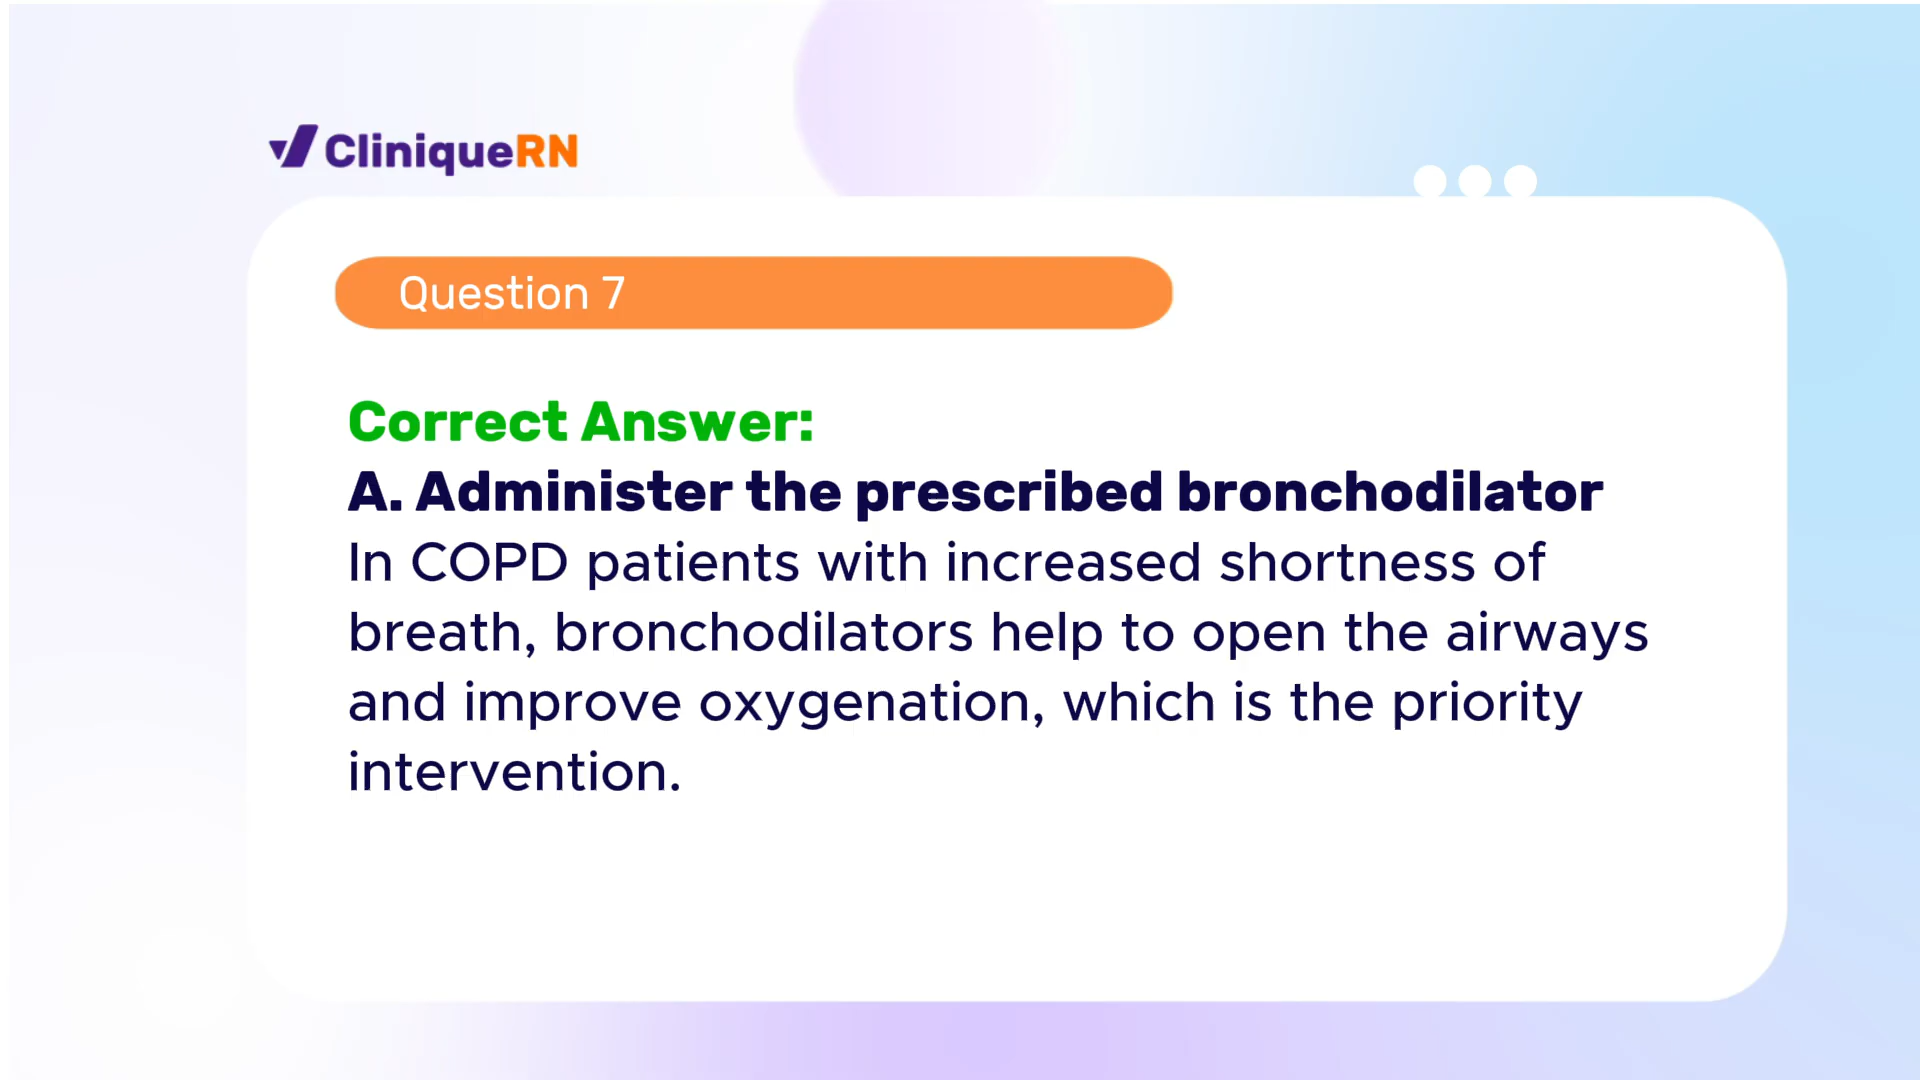 CliniqueRN
Question 7
Correct Answer:
A. Administer the prescribed bronchodilator
In COPD patients with increased shortness of
breath, bronchodilators help to open the airways
and improve oxygenation, which is the priority
intervention.